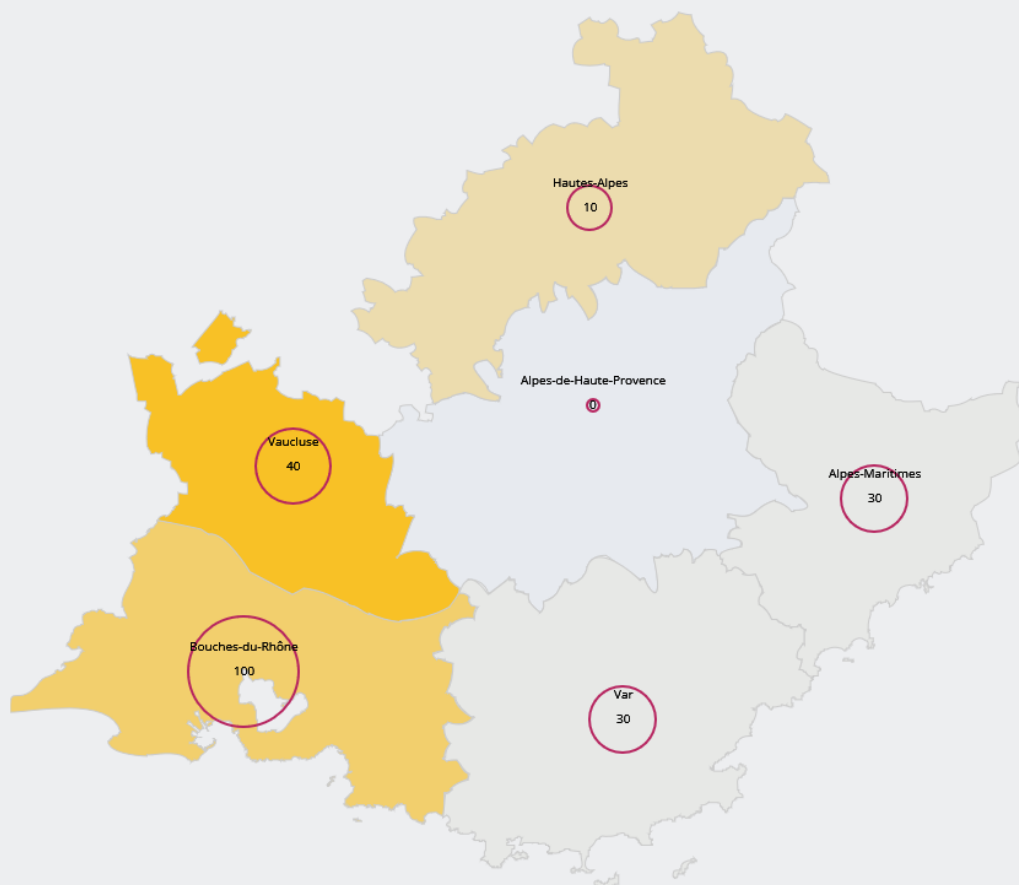 Hautes-Alpes
10
Alpes-de-Haute-Provence
0
Vaucluse
40
Alpes-Maritimes
30
Bouches-du-Rhône
100
Var
30